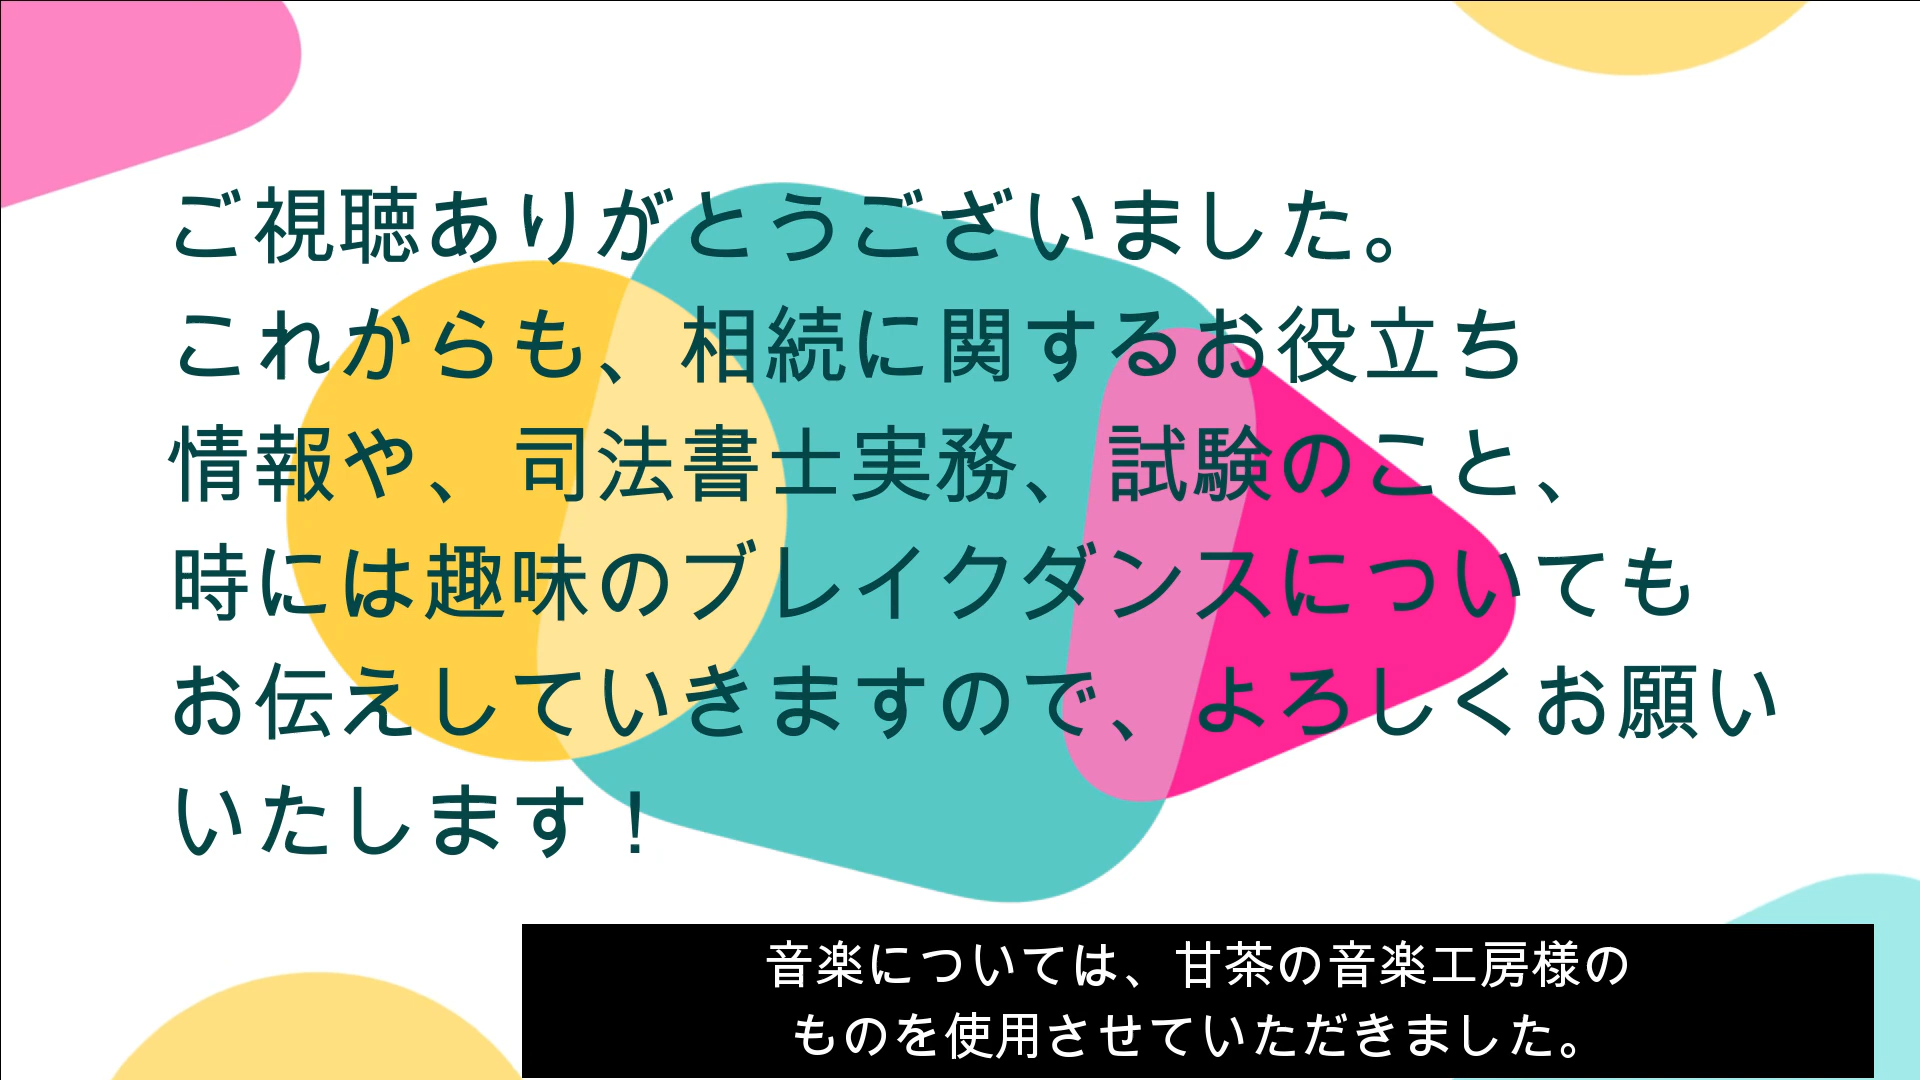 ご視聴ありがとうございました。
これからも、相続に関するお役立ち
情報や、司法書士実務、試験のこと、
時には趣味のブレイクダンスについても
お伝えしていきますので、よろしくお願い
いたします！
音楽については、甘茶の音楽工房様の
ものを使用させていただきました。